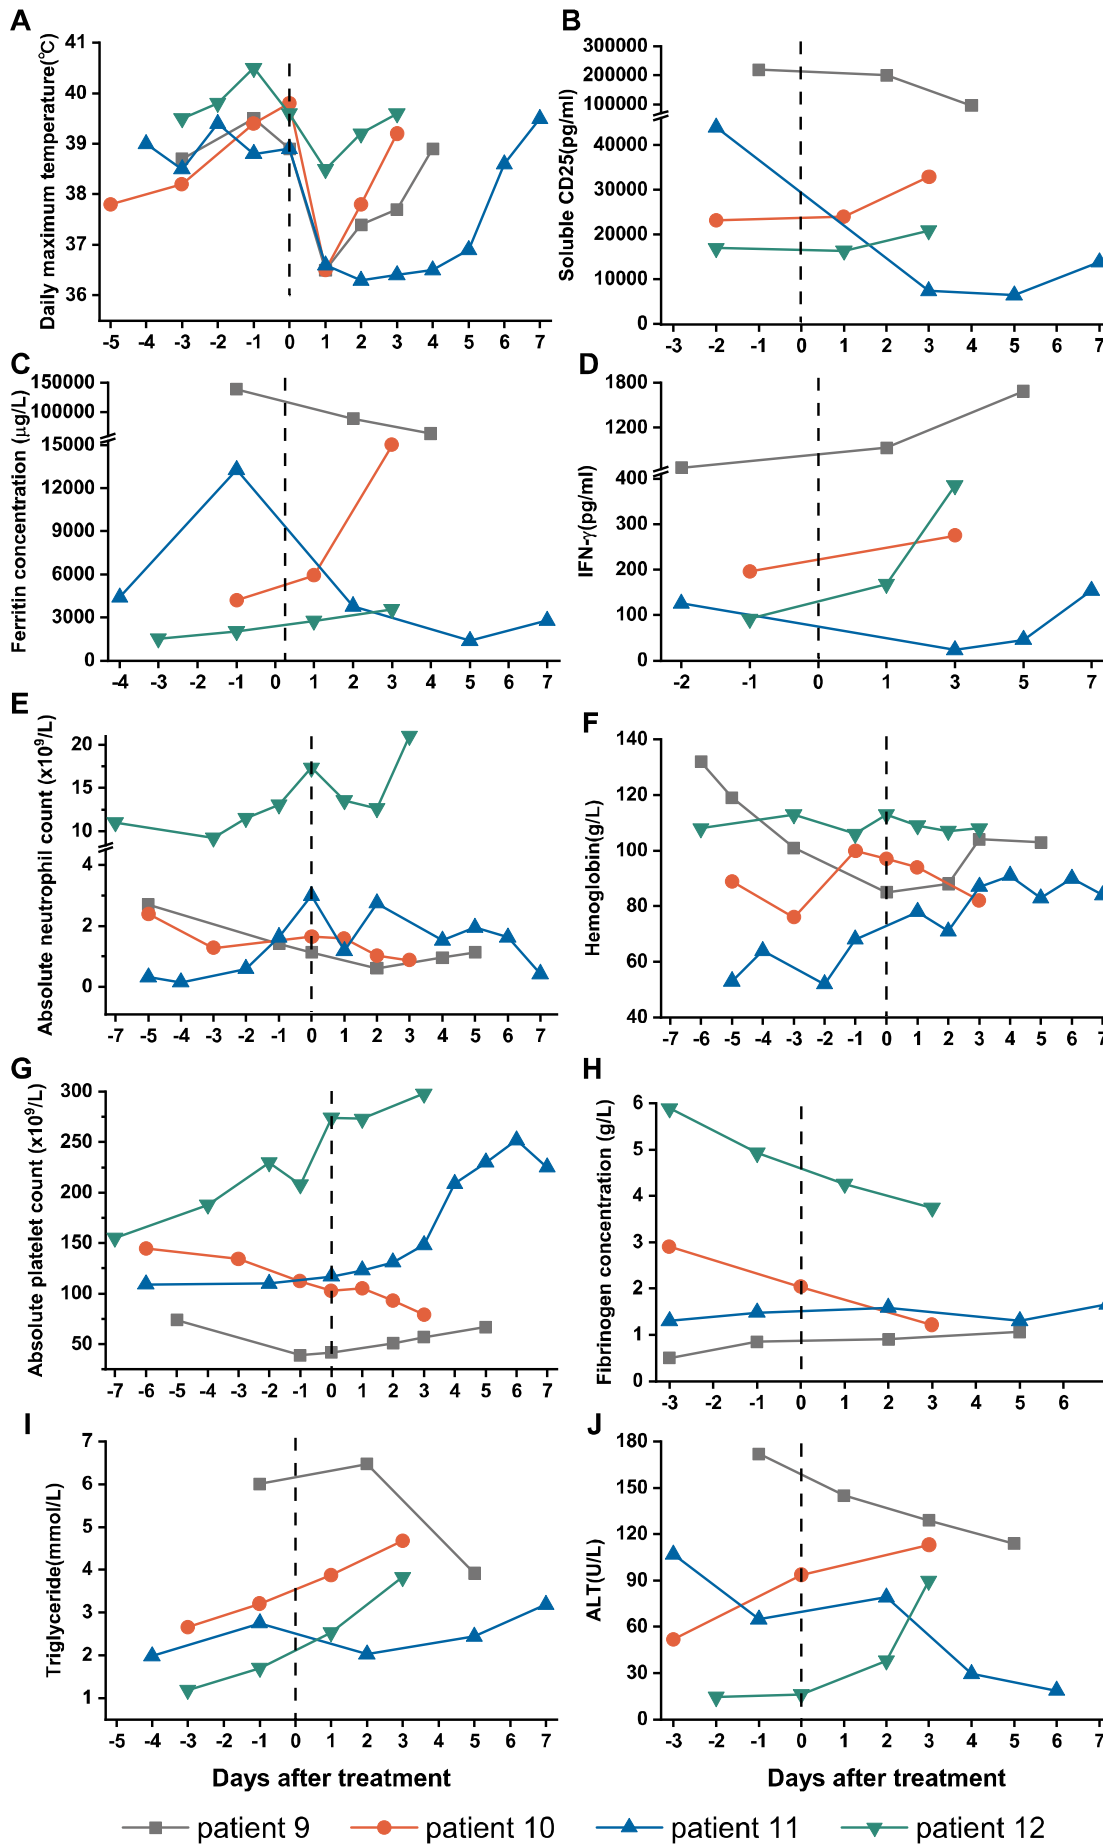 A
Daily maximum temperature(℃)
41
40
39
38
37
36
-5 -4 -3 -2 -1 0 1 2 3 4 5 6 7
B
Soluble CD25(pg/ml)
300000
200000
100000
40000
30000
20000
10000
0
-3 -2 -1 0 1 2 3 4 5 6 7
C
Ferritin concentration (μg/L)
150000
100000
15000
12000
9000
6000
3000
0
-4 -3 -2 -1 0 1 2 3 4 5 6 7
D
IFN-γ(pg/ml)
1800
1200
400
300
200
100
0
-2 -1 0 1 3 5 7
E
Absolute neutrophil count (x10⁹/L)
20
15
10
4
2
0
-7 -6 -5 -4 -3 -2 -1 0 1 2 3 4 5 6 7
F
Hemoglobin(g/L)
140
120
100
80
60
40
-7 -6 -5 -4 -3 -2 -1 0 1 2 3 4 5 6 7
G
Absolute platelet count (x10⁹/L)
300
250
200
150
100
50
-7 -6 -5 -4 -3 -2 -1 0 1 2 3 4 5 6 7
H
Fibrinogen concentration (g/L)
6
5
4
3
2
1
0
-3 -2 -1 0 1 2 3 4 5 6
I
Triglyceride(mmol/L)
7
6
5
4
3
2
1
-5 -4 -3 -2 -1 0 1 2 3 4 5 6 7
Days after treatment
J
ALT(U/L)
180
150
120
90
60
30
0
-3 -2 -1 0 1 2 3 4 5 6 7
Days after treatment
patient 9 patient 10 patient 11 patient 12